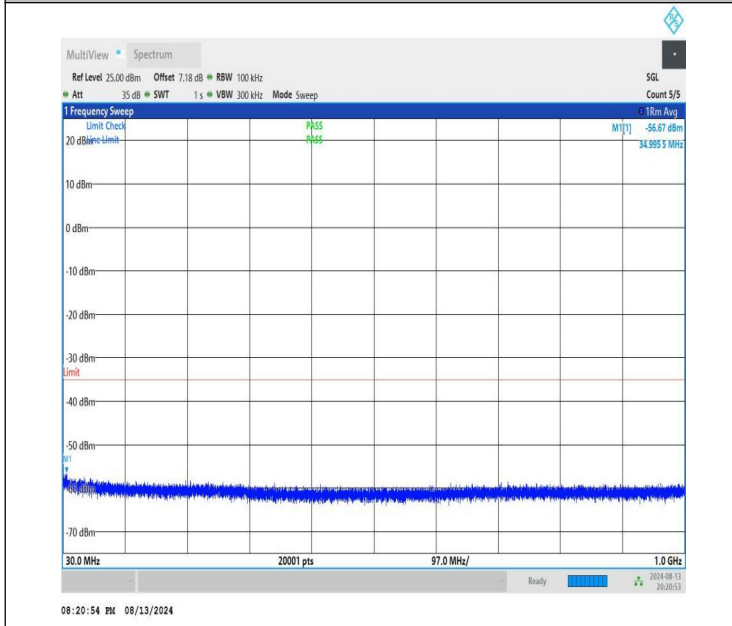 MultiView Spectrum
Ref Level 25.00 dBm Offset 7.18 dB RBW 100 kHz SGL
Att 35 dB SWT 1 s VBW 300 kHz Mode Sweep Count 5/5
1 Frequency Sweep 1Rm Avg
Limit Check PASS M1[1] -56.67 dBm
20 dBm Line Limit PASS 34.995 5 MHz
10 dBm
0 dBm
-10 dBm
-20 dBm
-30 dBm
Limit
-40 dBm
-50 dBm
M1
-60 dBm
-70 dBm
30.0 MHz 20001 pts 97.0 MHz/ 1.0 GHz
Ready 2024-08-13
20:20:53
08:20:54 PM 08/13/2024